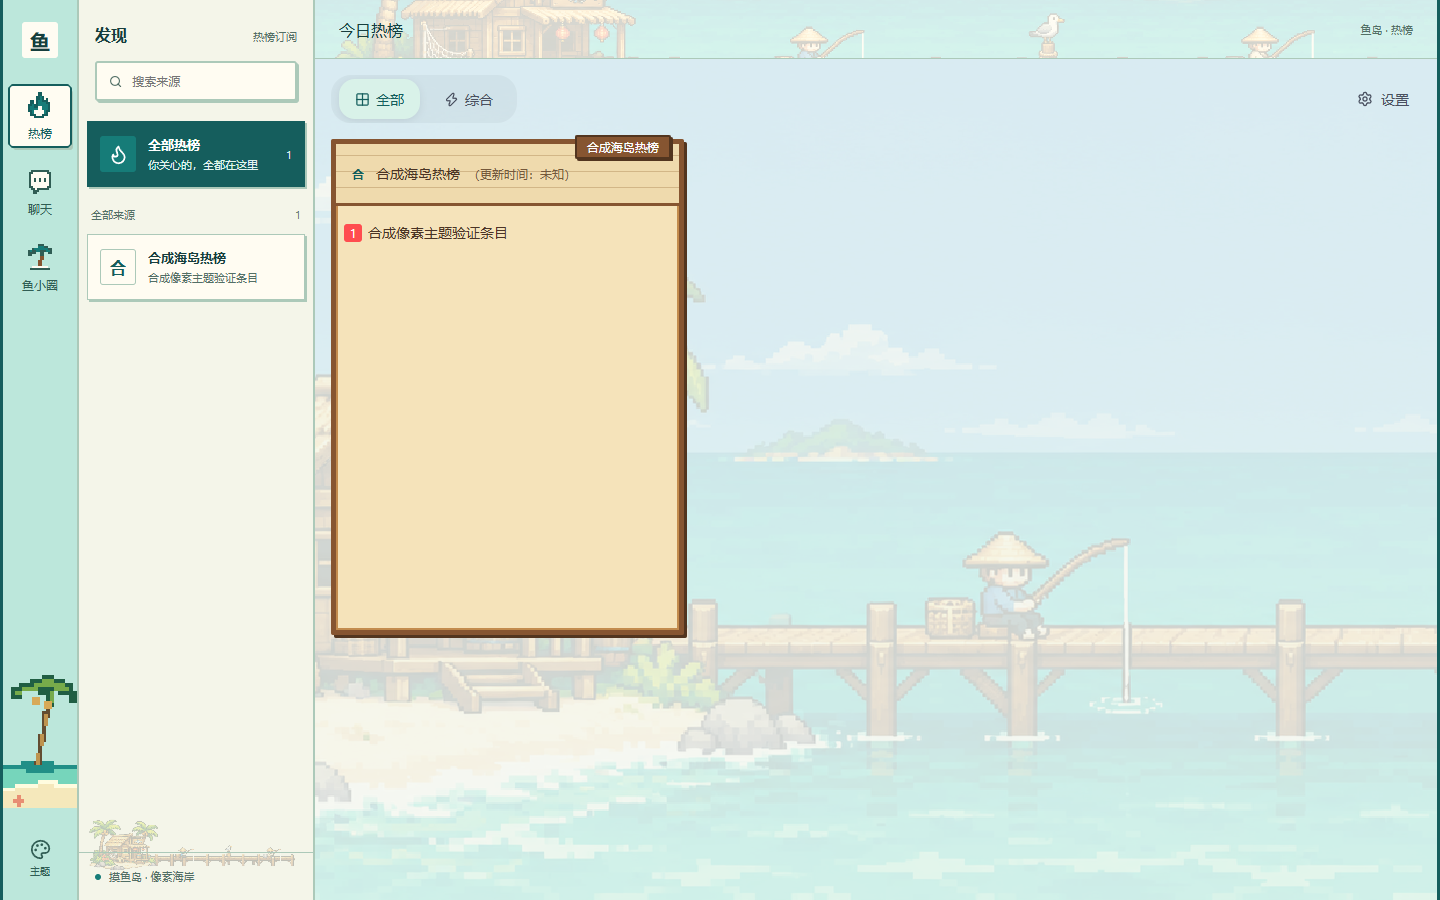 鱼
热榜
聊天
鱼小圈
主题
发现
热榜订阅
搜索来源
全部热榜
你关心的，全都在这里
1
全部来源
1
合
合成海岛热榜
合成像素主题验证条目
摸鱼岛 · 像素海岸
今日热榜
鱼岛 · 热榜
全部
综合
设置
合成海岛热榜
合
合成海岛热榜
（更新时间：未知）
1
合成像素主题验证条目